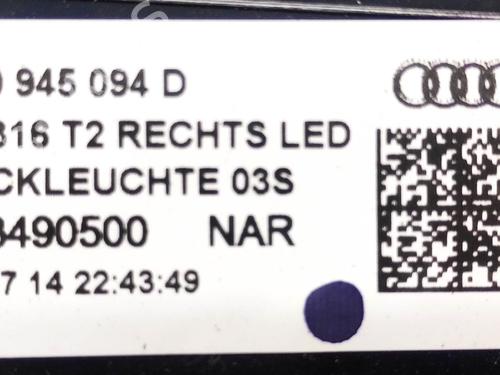 945 094 D
316 T2 RECHTS LED
CKLEUCHTE 03S
3490500 NAR
7 14 22:43:49